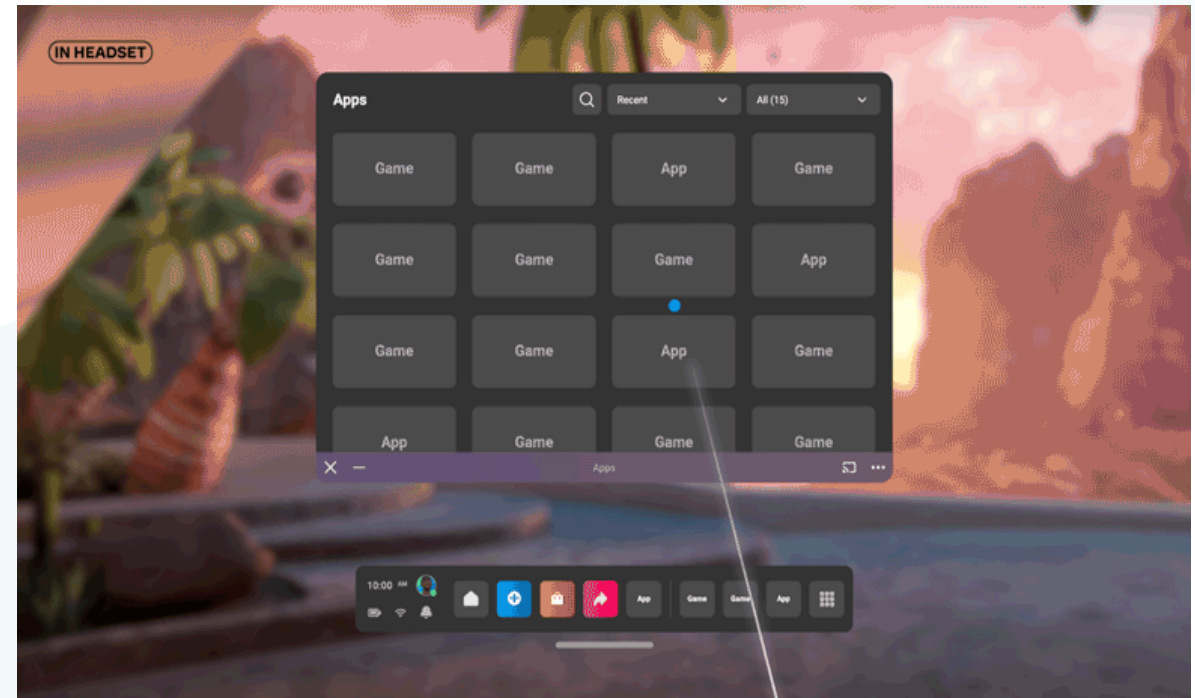 IN HEADSET
Apps Recent All (15)
Game Game App Game
Game Game Game App
Game Game App Game
App Game Game Game
Apps
10:00 AM
App Game Game App